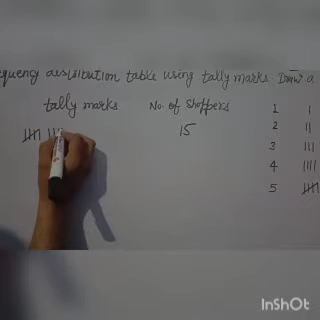 equency distribution table using tally marks. Draw a
tally marks No. of Shoppers 1 |
15 2 ||
3 |||
4 ||||
5
InShOt